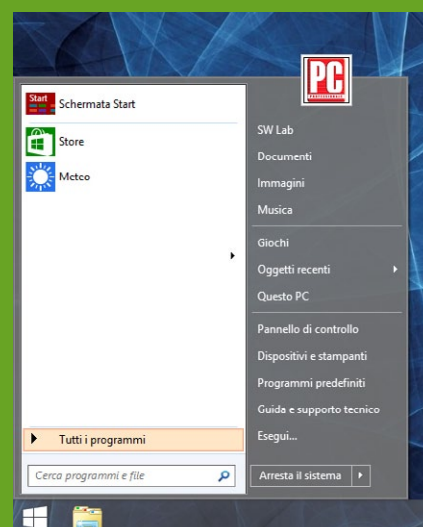 PC
PROFESSIONALE
Start
Schermata Start
Store
Meteo
Tutti i programmi
Cerca programmi e file
SW Lab
Documenti
Immagini
Musica
Giochi
Oggetti recenti
Questo PC
Pannello di controllo
Dispositivi e stampanti
Programmi predefiniti
Guida e supporto tecnico
Esegui...
Arresta il sistema